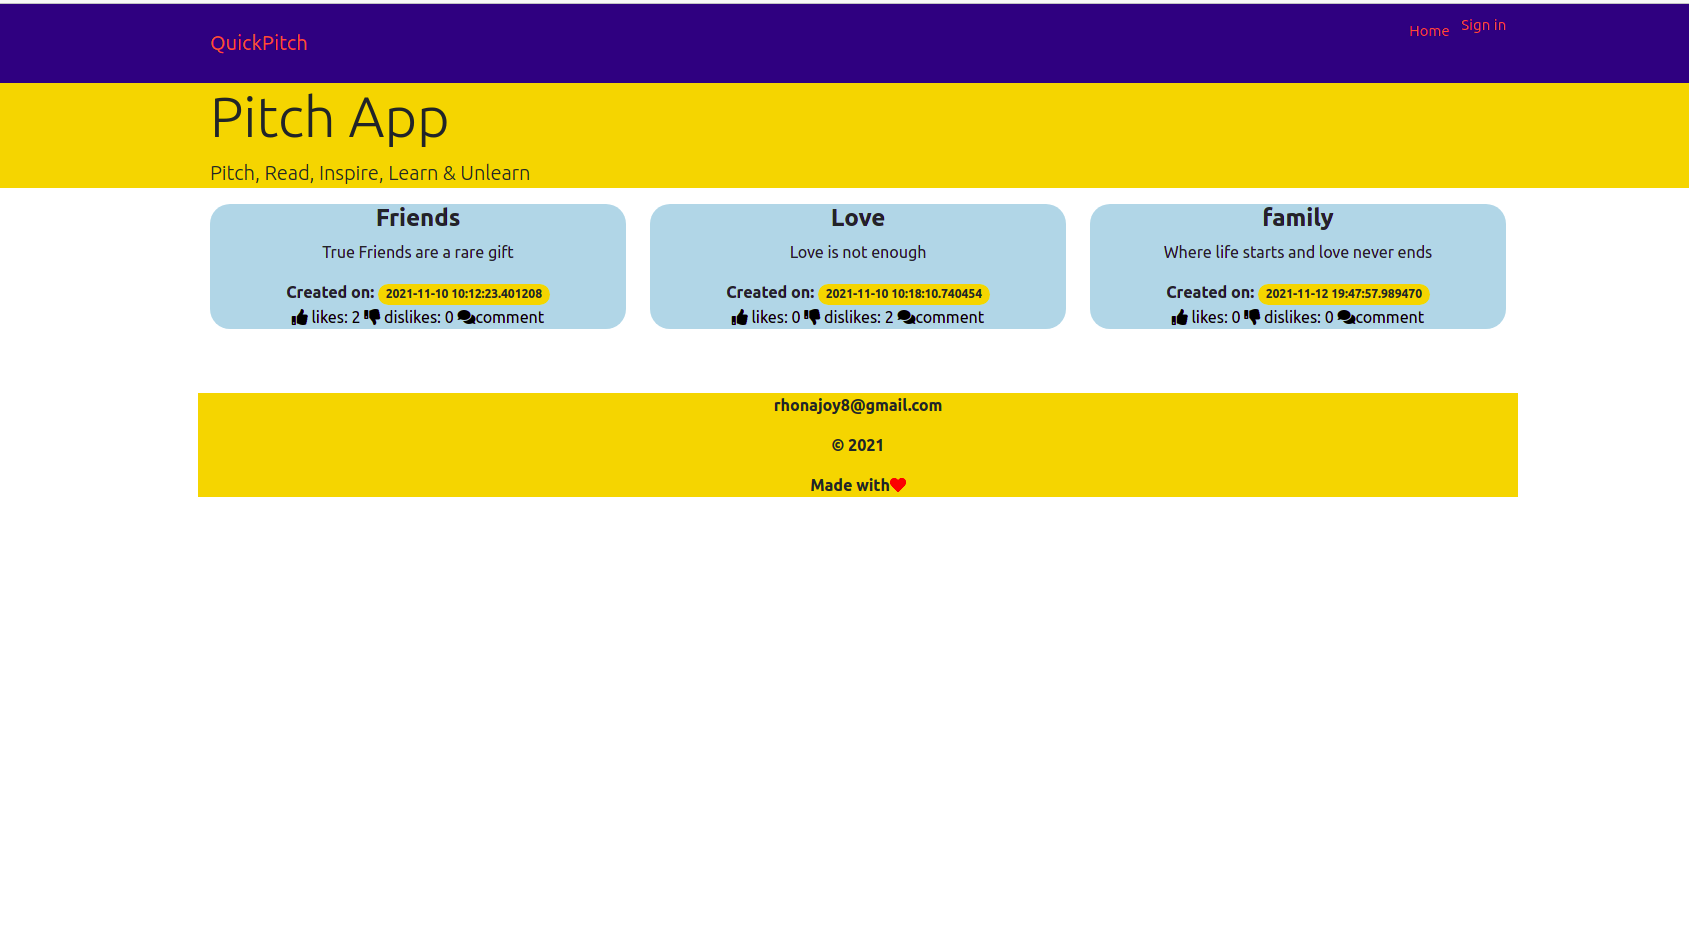 QuickPitch
Home
Sign in
Pitch App
Pitch, Read, Inspire, Learn & Unlearn
Friends
True Friends are a rare gift
Created on: 2021-11-10 10:12:23.401208
likes: 2 dislikes: 0 comment
Love
Love is not enough
Created on: 2021-11-10 10:18:10.740454
likes: 0 dislikes: 2 comment
family
Where life starts and love never ends
Created on: 2021-11-12 19:47:57.989470
likes: 0 dislikes: 0 comment
rhonajoy8@gmail.com
© 2021
Made with